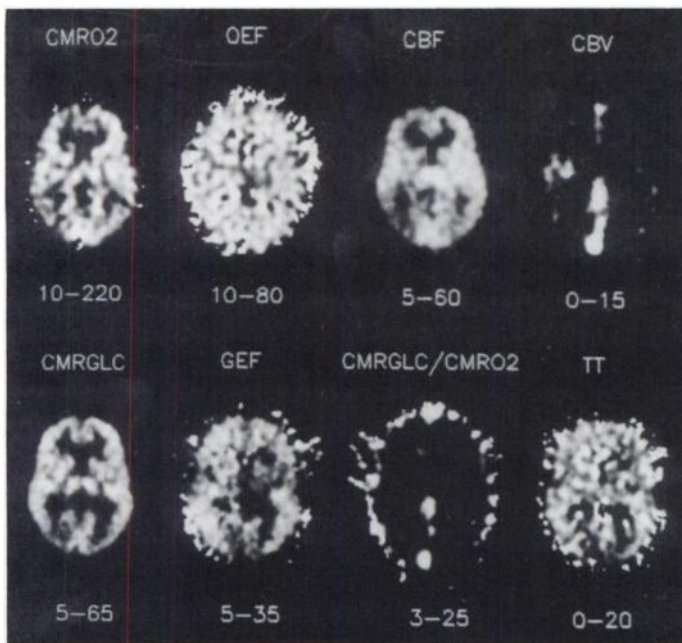 CMRO2 OEF CBF CBV
10-220 10-80 5-60 0-15
CMRGLC GEF CMRGLC/CMRO2 TT
5-65 5-35 3-25 0-20